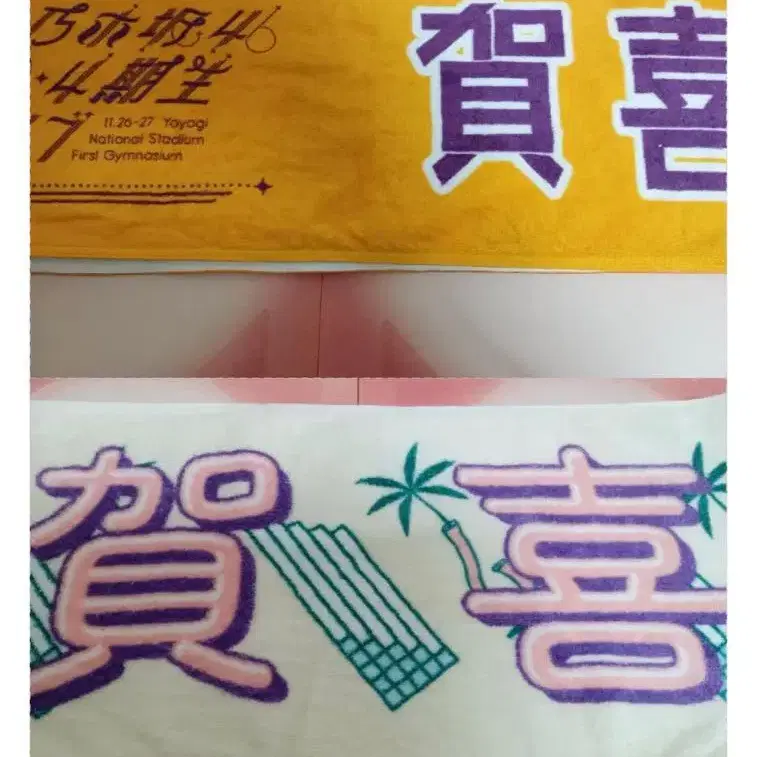 乃木坂46
4期生
11.26-27 Yoyogi
National Stadium
First Gymnasium
賀喜
賀喜